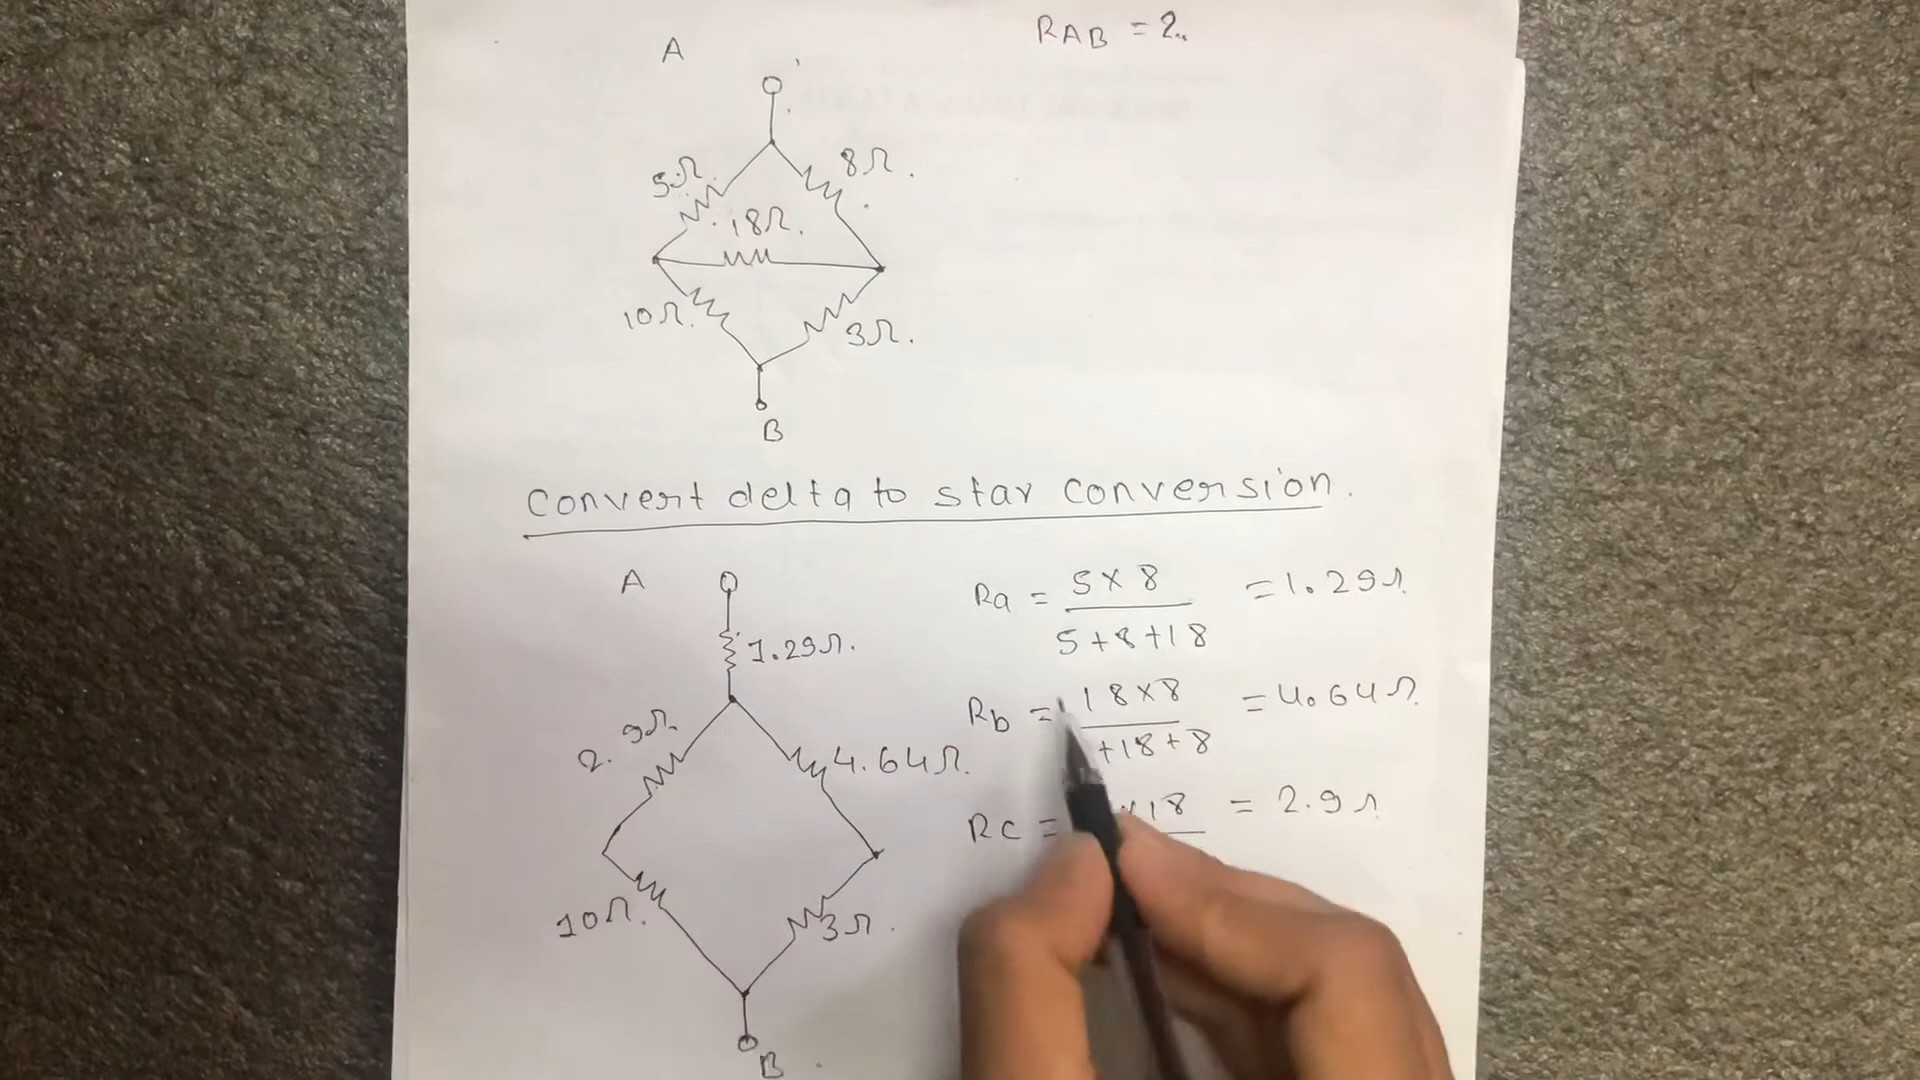 RAB = 2..
A
5Ω.
8Ω.
18Ω.
10Ω.
3Ω.
B
Convert delta to star conversion.
A
1.29Ω.
2.9Ω.
4.64Ω.
10Ω.
3Ω.
B
Ra = 5 × 8 = 1.29Ω
5 + 8 + 18
Rb = 18 × 8 = 4.64Ω
+ 18 + 8
Rc = × 18 = 2.9Ω